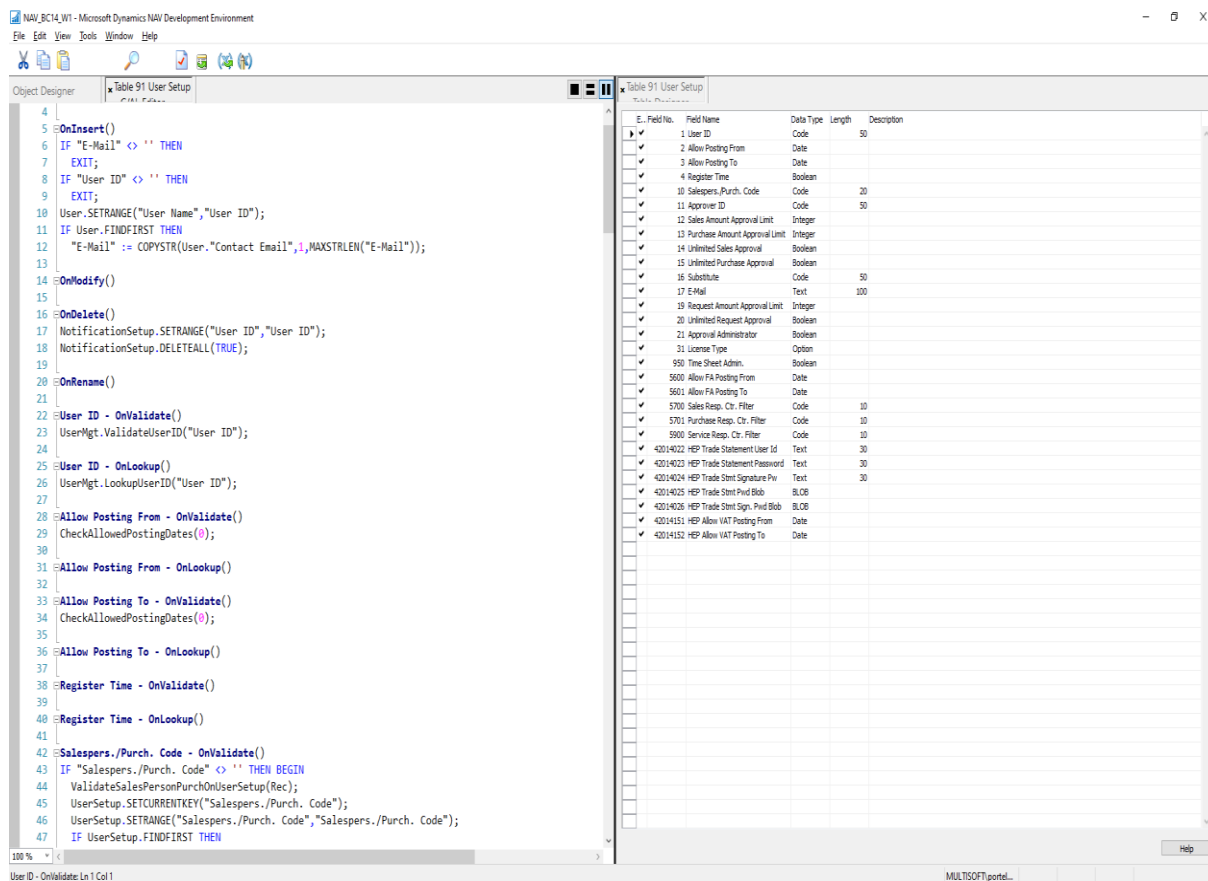 NAV_BC14_W1 - Microsoft Dynamics NAV Development Environment
File Edit View Tools Window Help
Object Designer
x Table 91 User Setup
C/AL Editor
4
5 OnInsert()
6 IF "E-Mail" <> '' THEN
7 EXIT;
8 IF "User ID" <> '' THEN
9 EXIT;
10 User.SETRANGE("User Name","User ID");
11 IF User.FINDFIRST THEN
12 "E-Mail" := COPYSTR(User."Contact Email",1,MAXSTRLEN("E-Mail"));
13
14 OnModify()
15
16 OnDelete()
17 NotificationSetup.SETRANGE("User ID","User ID");
18 NotificationSetup.DELETEALL(TRUE);
19
20 OnRename()
21
22 User ID - OnValidate()
23 UserMgt.ValidateUserID("User ID");
24
25 User ID - OnLookup()
26 UserMgt.LookupUserID("User ID");
27
28 Allow Posting From - OnValidate()
29 CheckAllowedPostingDates(0);
30
31 Allow Posting From - OnLookup()
32
33 Allow Posting To - OnValidate()
34 CheckAllowedPostingDates(0);
35
36 Allow Posting To - OnLookup()
37
38 Register Time - OnValidate()
39
40 Register Time - OnLookup()
41
42 Salespers./Purch. Code - OnValidate()
43 IF "Salespers./Purch. Code" <> '' THEN BEGIN
44 ValidateSalesPersonPurchOnUserSetup(Rec);
45 UserSetup.SETCURRENTKEY("Salespers./Purch. Code");
46 UserSetup.SETRANGE("Salespers./Purch. Code","Salespers./Purch. Code");
47 IF UserSetup.FINDFIRST THEN
100 %
x Table 91 User Setup
Table Designer
E.. Field No. Field Name Data Type Length Description
1 User ID Code 50
2 Allow Posting From Date
3 Allow Posting To Date
4 Register Time Boolean
10 Salespers./Purch. Code Code 20
11 Approver ID Code 50
12 Sales Amount Approval Limit Integer
13 Purchase Amount Approval Limit Integer
14 Unlimited Sales Approval Boolean
15 Unlimited Purchase Approval Boolean
16 Substitute Code 50
17 E-Mail Text 100
19 Request Amount Approval Limit Integer
20 Unlimited Request Approval Boolean
21 Approval Administrator Boolean
31 License Type Option
950 Time Sheet Admin. Boolean
5600 Allow FA Posting From Date
5601 Allow FA Posting To Date
5700 Sales Resp. Ctr. Filter Code 10
5701 Purchase Resp. Ctr. Filter Code 10
5900 Service Resp. Ctr. Filter Code 10
42014022 HEP Trade Statement User Id Text 30
42014023 HEP Trade Statement Password Text 30
42014024 HEP Trade Stmt Signature Pw Text 30
42014025 HEP Trade Stmt Pwd Blob BLOB
42014026 HEP Trade Stmt Sign. Pwd Blob BLOB
42014151 HEP Allow VAT Posting From Date
42014152 HEP Allow VAT Posting To Date
Help
User ID - OnValidate: Ln 1 Col 1
MULTISOFT\portel...